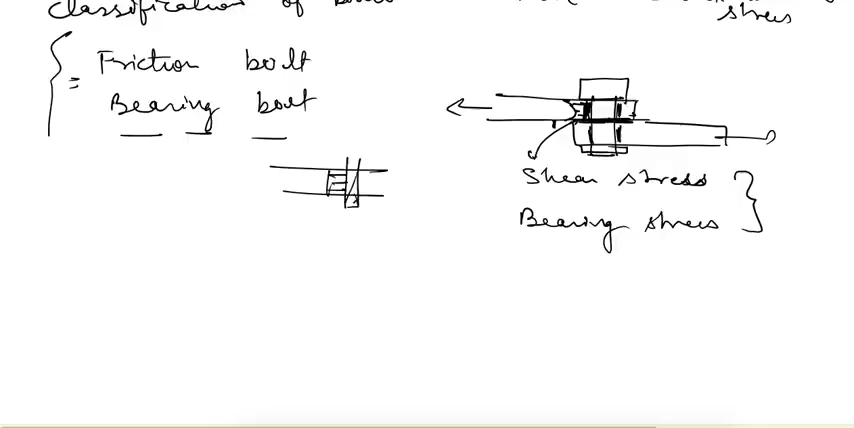 Classification of
stress
= Friction bolt
Bearing bolt
Shear stress
Bearing stress